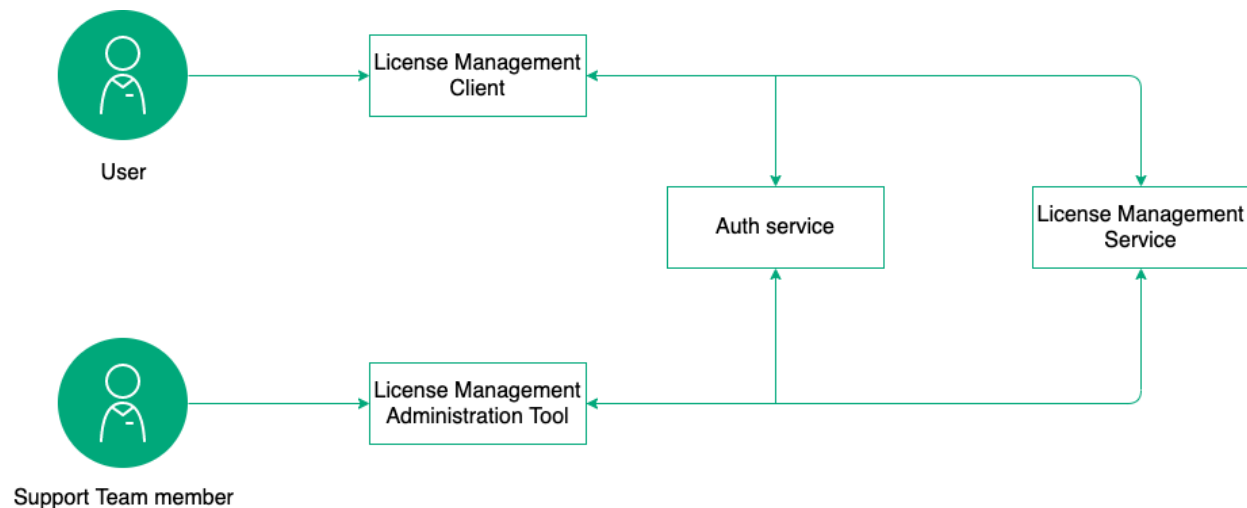 License Management
Client
User
Auth service
License Management
Service
License Management
Administration Tool
Support Team member